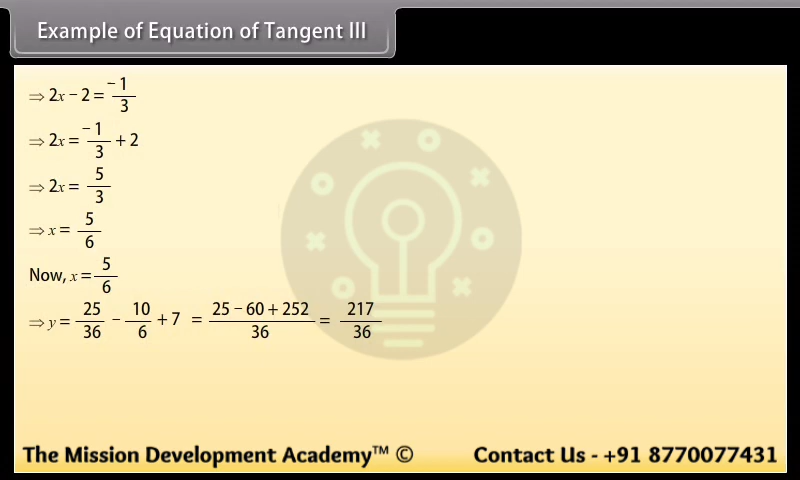 Example of Equation of Tangent III
⇒ 2x − 2 = −1/3
⇒ 2x = −1/3 + 2
⇒ 2x = 5/3
⇒ x = 5/6
Now, x = 5/6
⇒ y = 25/36 − 10/6 + 7 = 25 − 60 + 252/36 = 217/36
The Mission Development Academy™ © Contact Us - +91 8770077431